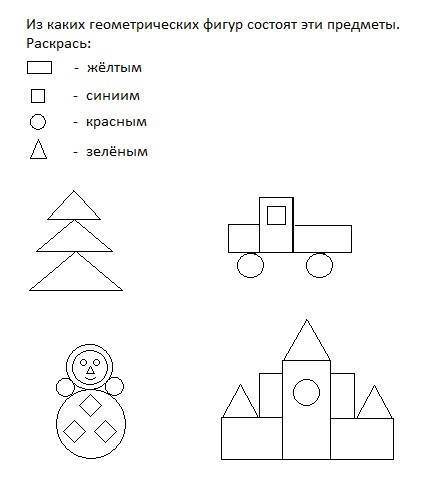 Из каких геометрических фигур состоят эти предметы.
Раскрась:
- жёлтым
- синиим
- красным
- зелёным